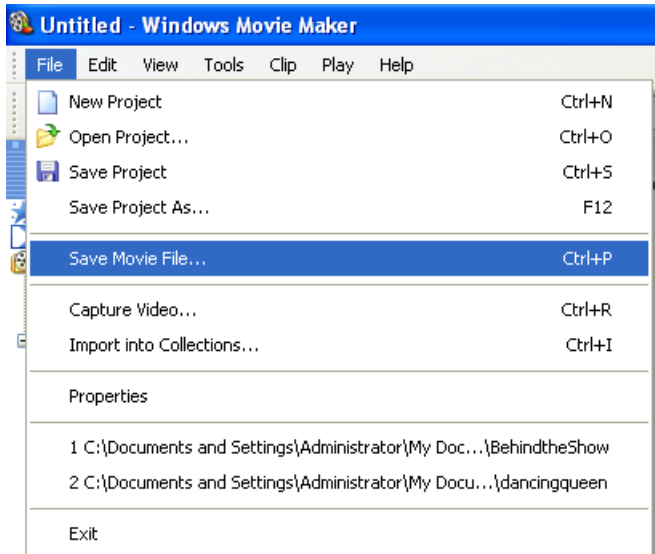 Untitled - Windows Movie Maker
File Edit View Tools Clip Play Help
New Project Ctrl+N
Open Project... Ctrl+O
Save Project Ctrl+S
Save Project As... F12
Save Movie File... Ctrl+P
Capture Video... Ctrl+R
Import into Collections... Ctrl+I
Properties
1 C:\Documents and Settings\Administrator\My Doc...\BehindtheShow
2 C:\Documents and Settings\Administrator\My Docu...\dancingqueen
Exit